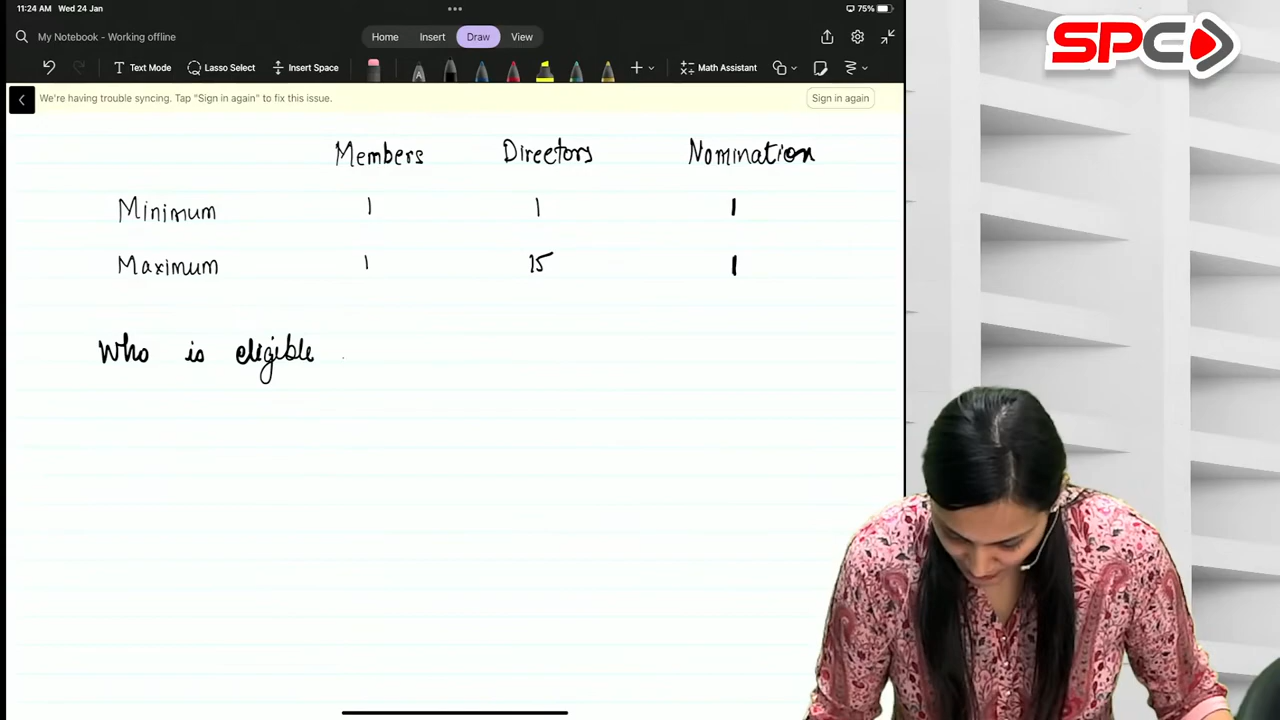 11:24 AM Wed 24 Jan
75%
My Notebook - Working offline
Home Insert Draw View
Text Mode Lasso Select Insert Space Math Assistant
We're having trouble syncing. Tap "Sign in again" to fix this issue.
Sign in again
SPC
Members Directors Nomination
Minimum 1 1 1
Maximum 1 15 1
Who is eligible